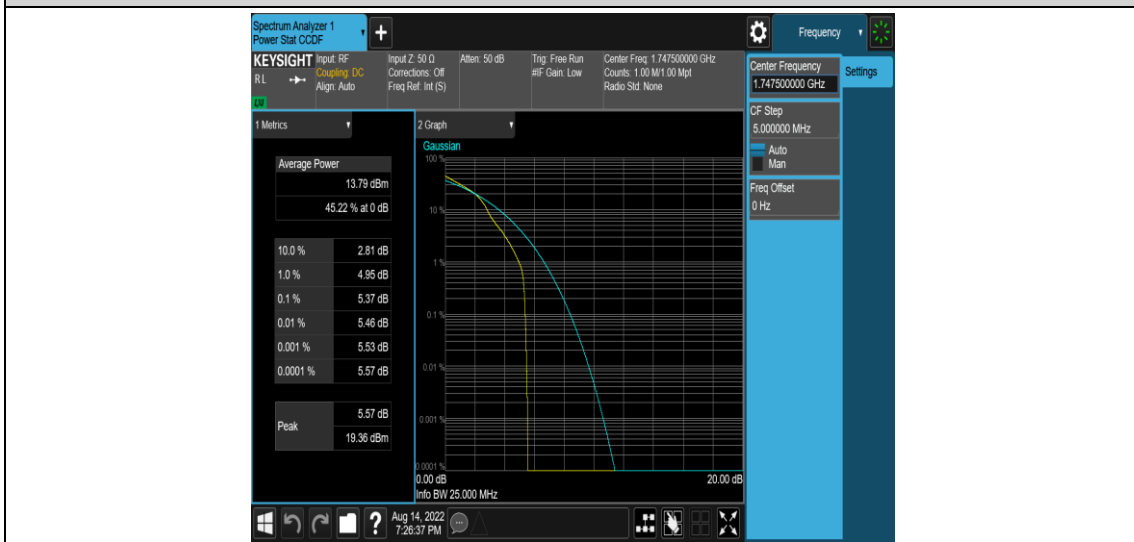 Spectrum Analyzer 1
Power Stat CCDF
+
Frequency
KEYSIGHT
RL
LXI
Input: RF
Coupling: DC
Align: Auto
Input Z: 50 Ω
Corrections: Off
Freq Ref: Int (S)
Atten: 50 dB
Trig: Free Run
#IF Gain: Low
Center Freq: 1.747500000 GHz
Counts: 1.00 M/1.00 Mpt
Radio Std: None
Center Frequency
1.747500000 GHz
Settings
CF Step
5.000000 MHz
Auto
Man
Freq Offset
0 Hz
1 Metrics
Average Power
13.79 dBm
45.22 % at 0 dB
10.0 % 2.81 dB
1.0 % 4.95 dB
0.1 % 5.37 dB
0.01 % 5.46 dB
0.001 % 5.53 dB
0.0001 % 5.57 dB
Peak
5.57 dB
19.36 dBm
2 Graph
Gaussian
100 %
10 %
1 %
0.1 %
0.01 %
0.001 %
0.0001 %
0.00 dB 20.00 dB
Info BW 25.000 MHz
?
Aug 14, 2022
7:26:37 PM